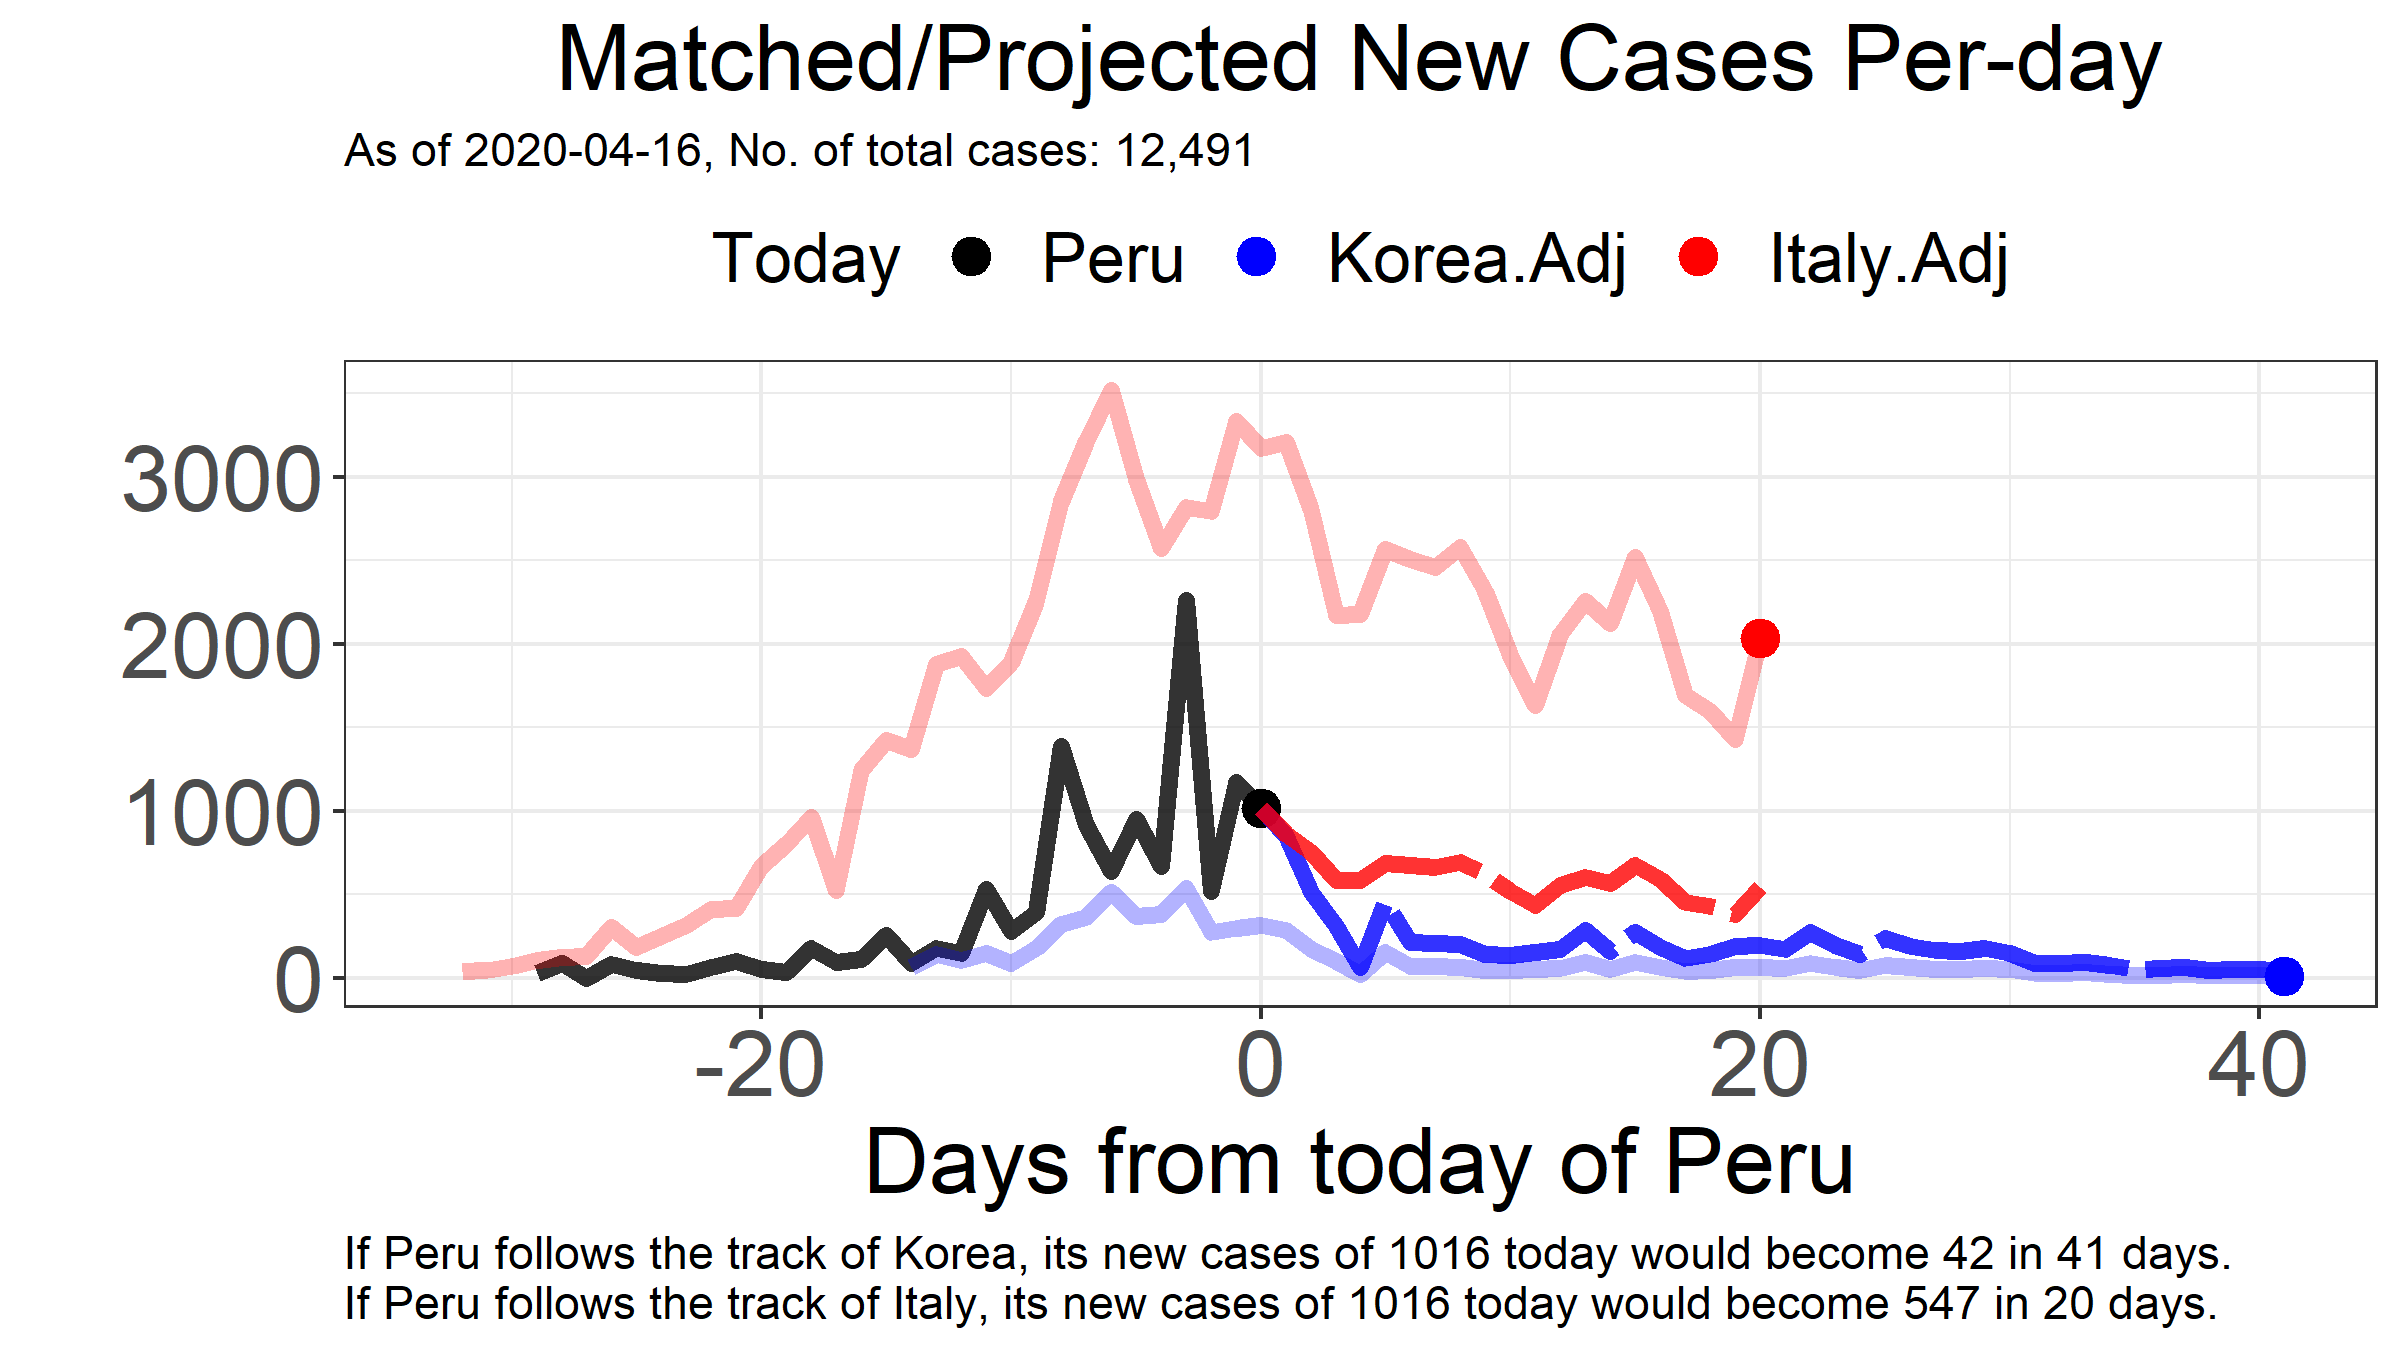 Matched/Projected New Cases Per-day
As of 2020-04-16, No. of total cases: 12,491
Today Peru Korea.Adj Italy.Adj
3000
2000
1000
0
-20 0 20 40
Days from today of Peru
If Peru follows the track of Korea, its new cases of 1016 today would become 42 in 41 days.
If Peru follows the track of Italy, its new cases of 1016 today would become 547 in 20 days.